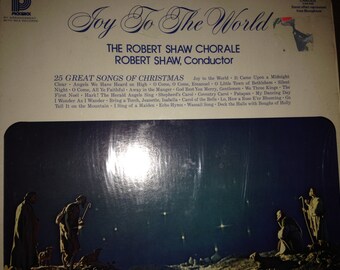 Joy To The World
THE ROBERT SHAW CHORALE
ROBERT SHAW, Conductor
25 GREAT SONGS OF CHRISTMAS Joy to the World • It Came Upon a Midnight
Clear • Angels We Have Heard on High • O Come, O Come, Emanuel • O Little Town of Bethlehem • Silent
Night • O Come, All Ye Faithful • Away in the Manger • God Rest You Merry, Gentlemen • We Three Kings • The
First Noel • Hark! The Herald Angels Sing • Shepherd's Carol • Coventry Carol • Patapan • My Dancing Day
I Wonder As I Wander • Bring a Torch, Jeanette, Isabella • Carol of the Bells • Lo, How a Rose E'er Blooming • Go
Tell It on the Mountain • I Sing of a Maiden • Wassail Song • Deck the Halls with Boughs of Holly